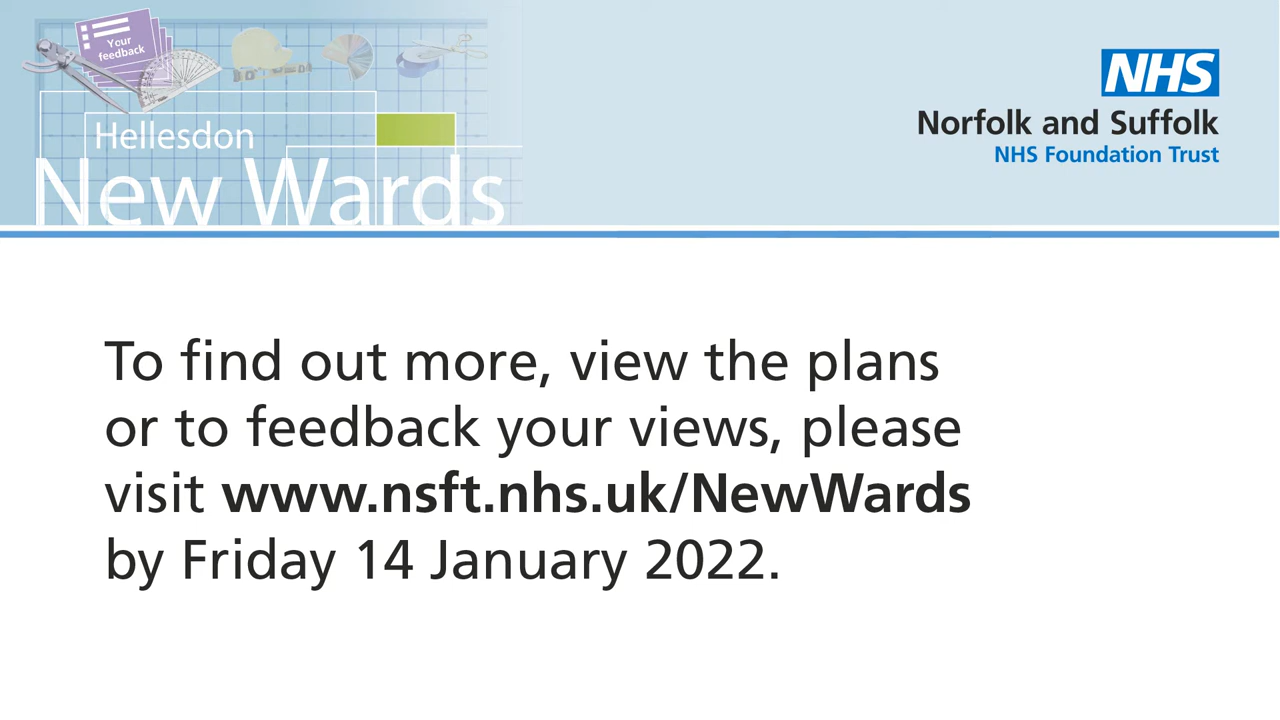 Your
feedback
Hellesdon
New Wards
NHS
Norfolk and Suffolk
NHS Foundation Trust
To find out more, view the plans
or to feedback your views, please
visit www.nsft.nhs.uk/NewWards
by Friday 14 January 2022.